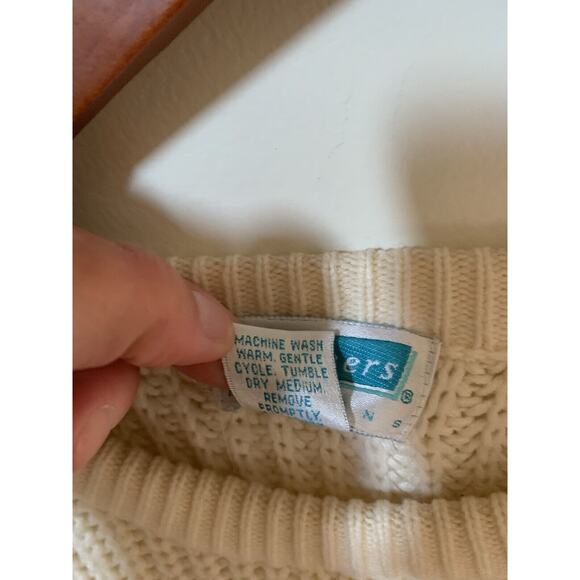 MACHINE WASH
WARM. GENTLE
CYCLE. TUMBLE
DRY MEDIUM.
REMOVE
PROMPTLY.
ers®
N S